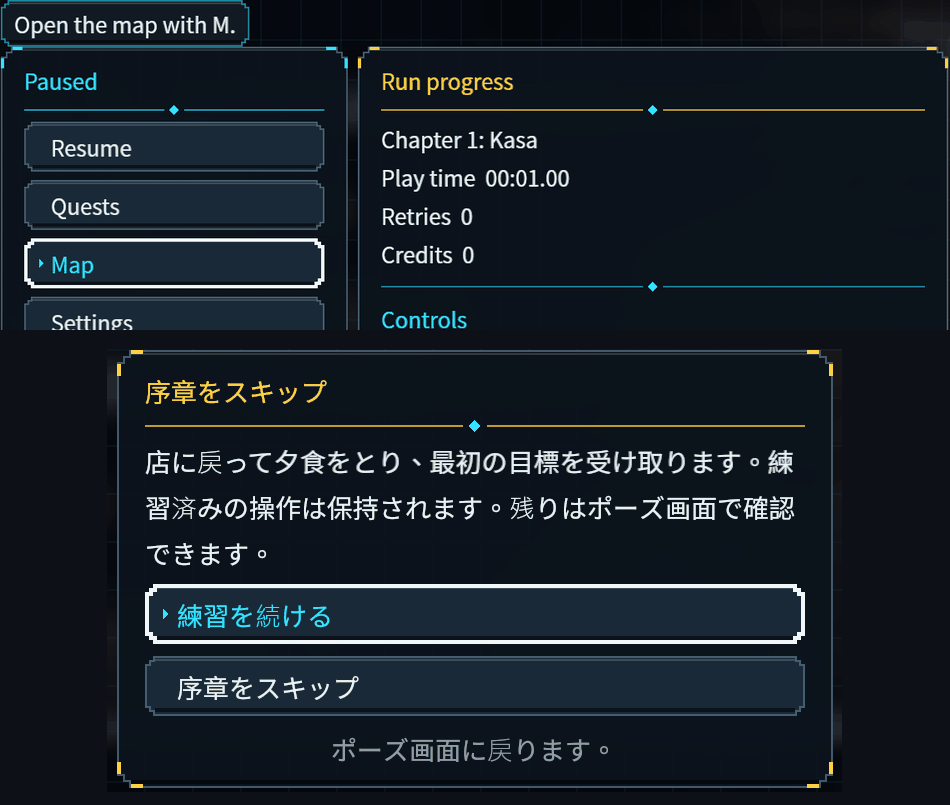 Open the map with M.
Paused
Resume
Quests
Map
Settings
Run progress
Chapter 1: Kasa
Play time 00:01.00
Retries 0
Credits 0
Controls
序章をスキップ
店に戻って夕食をとり、最初の目標を受け取ります。練
習済みの操作は保持されます。残りはポーズ画面で確認
できます。
練習を続ける
序章をスキップ
ポーズ画面に戻ります。